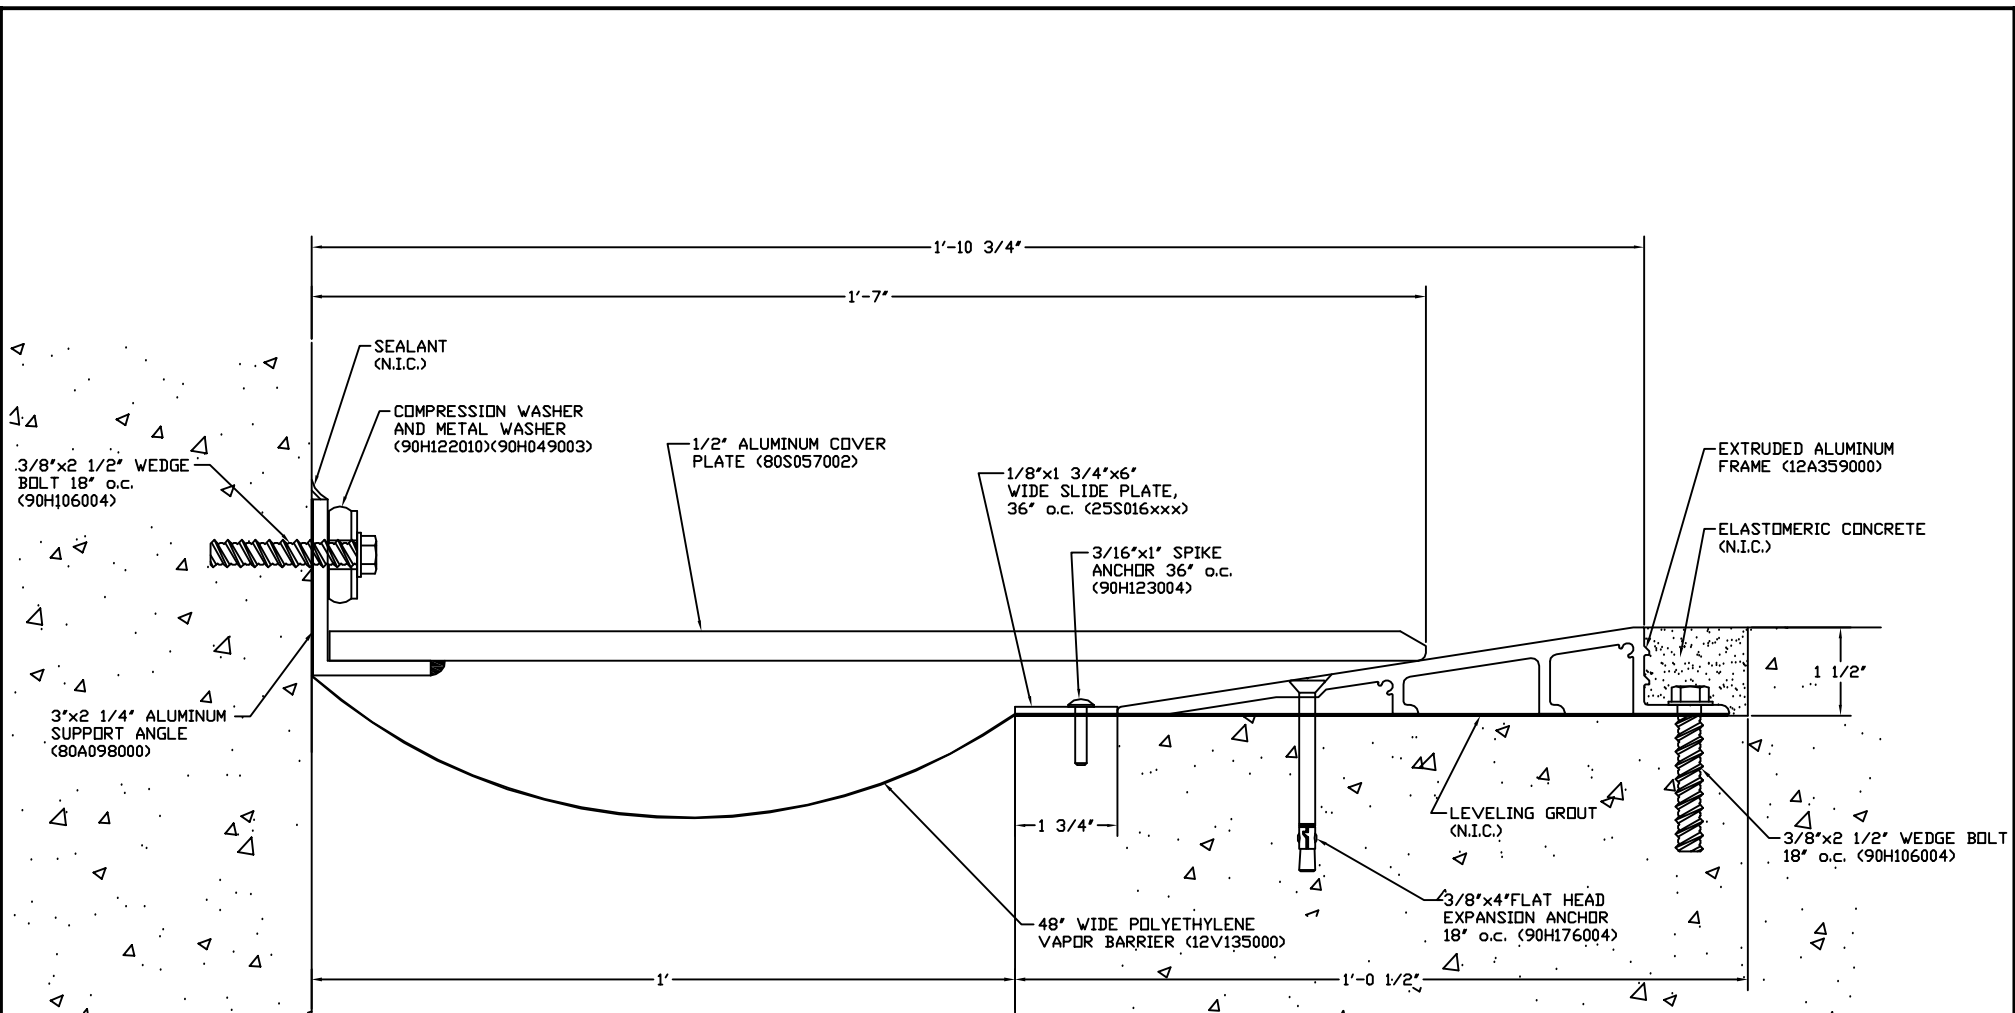 1'-10 3/4"
1'-7"
SEALANT
(N.I.C.)
COMPRESSION WASHER
AND METAL WASHER
(90H122010)(90H049003)
3/8"x2 1/2" WEDGE
BOLT 18" o.c.
(90H106004)
1/2" ALUMINUM COVER
PLATE (80S057002)
1/8"x1 3/4"x6"
WIDE SLIDE PLATE,
36" o.c. (25S016xxx)
3/16"x1" SPIKE
ANCHOR 36" o.c.
(90H123004)
EXTRUDED ALUMINUM
FRAME (12A359000)
ELASTOMERIC CONCRETE
(N.I.C.)
1 1/2"
3"x2 1/4" ALUMINUM
SUPPORT ANGLE
(80A098000)
1 3/4"
LEVELING GROUT
(N.I.C.)
3/8"x2 1/2" WEDGE BOLT
18" o.c. (90H106004)
3/8"x4"FLAT HEAD
EXPANSION ANCHOR
18" o.c. (90H176004)
48" WIDE POLYETHYLENE
VAPOR BARRIER (12V135000)
1'
1'-0 1/2"